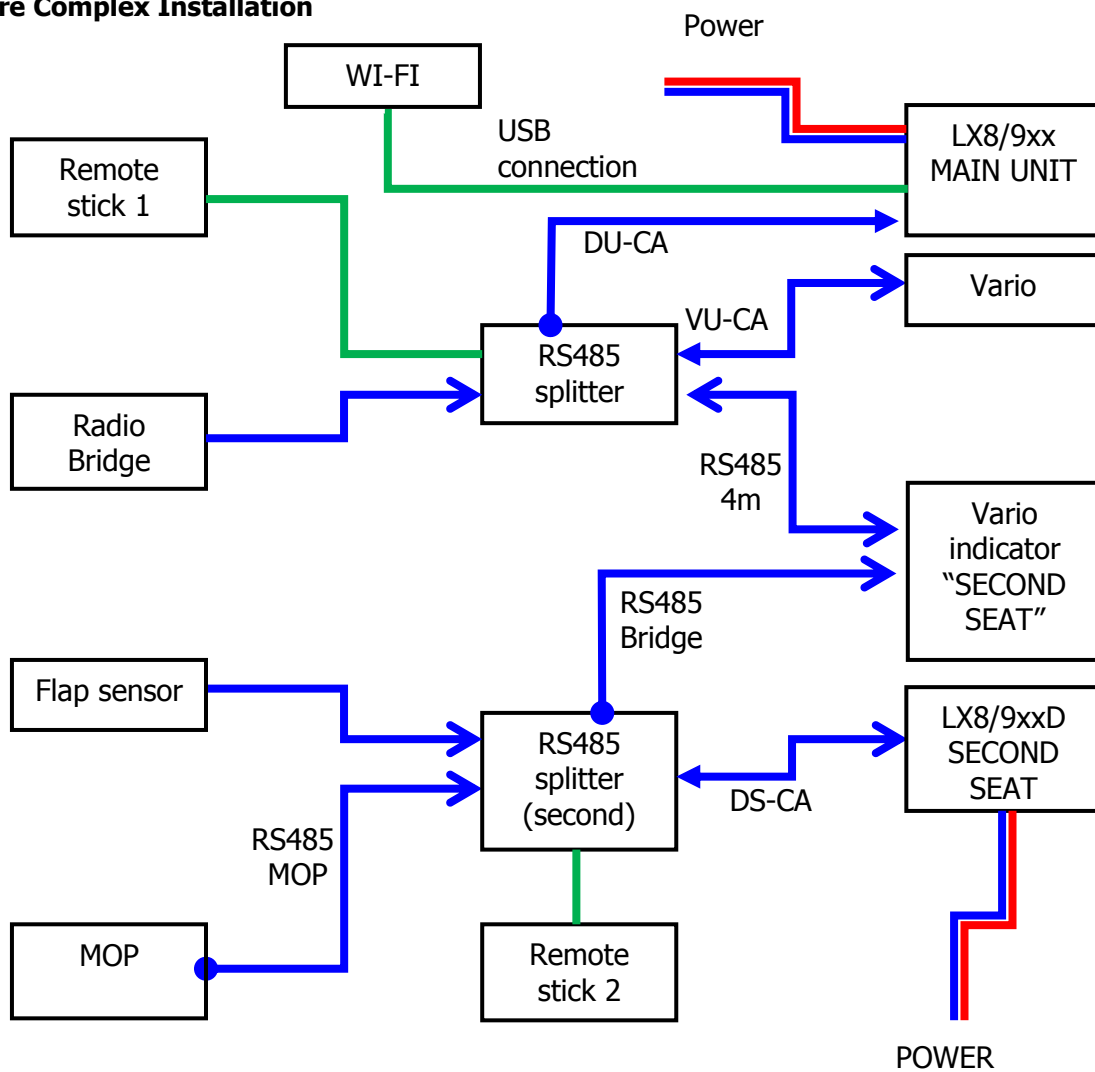 re Complex Installation
Power
WI-FI
USB
connection
LX8/9xx
MAIN UNIT
Remote
stick 1
DU-CA
Vario
VU-CA
RS485
splitter
Radio
Bridge
RS485
4m
Vario
indicator
“SECOND
SEAT”
RS485
Bridge
Flap sensor
RS485
splitter
(second)
LX8/9xxD
SECOND
SEAT
DS-CA
RS485
MOP
MOP
Remote
stick 2
POWER